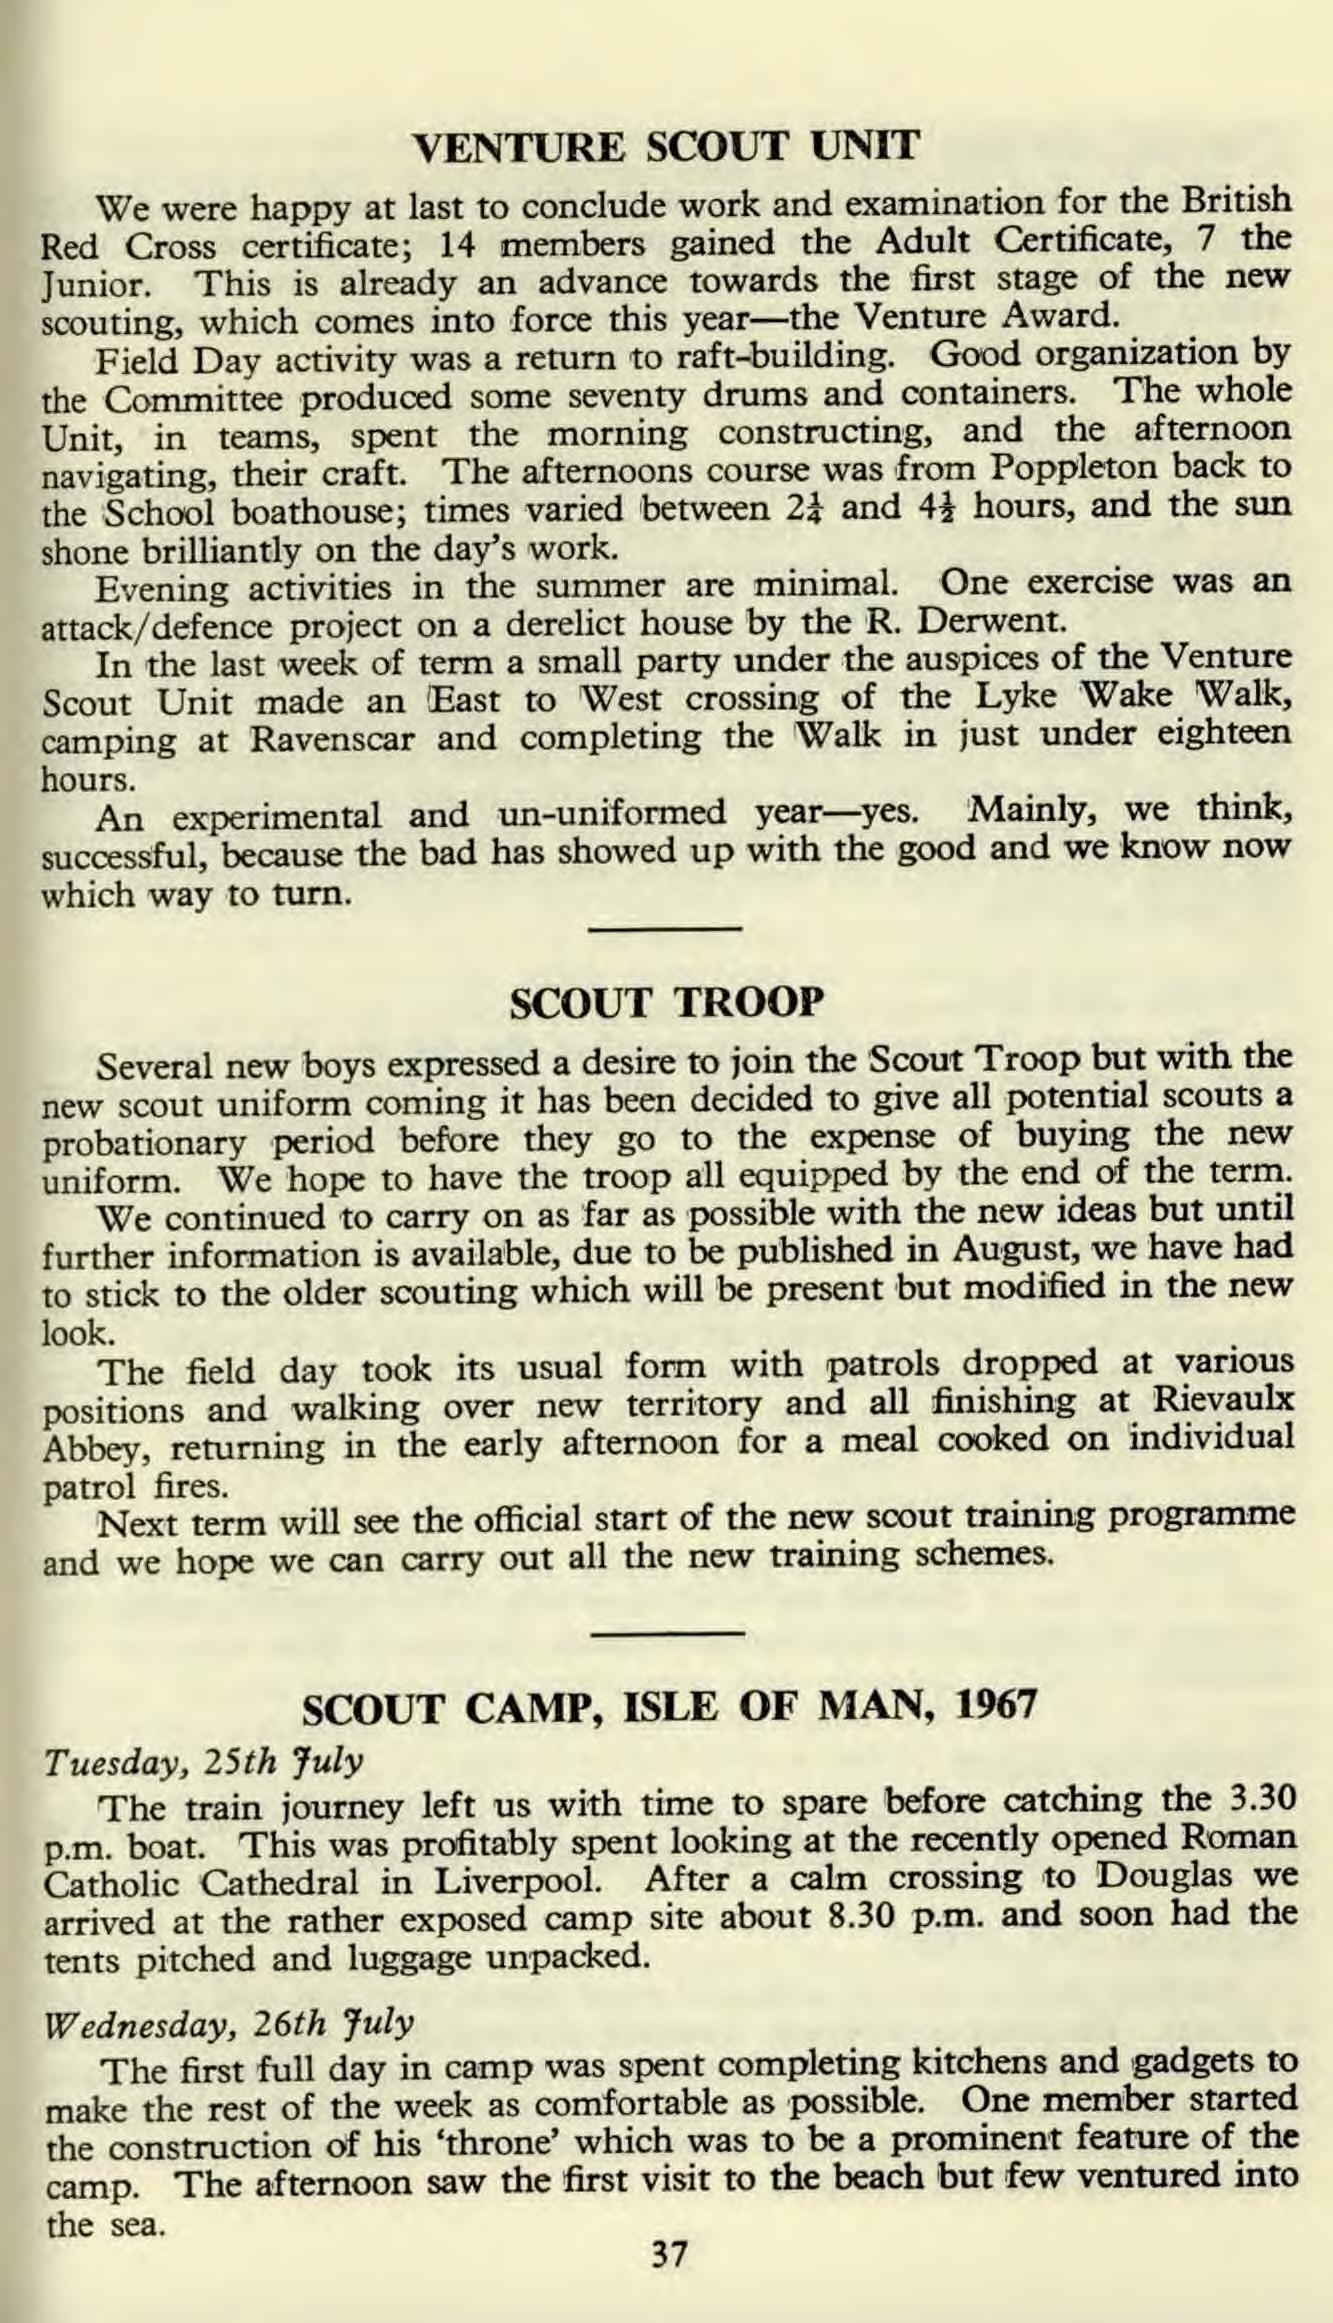 VENTURE SCOUT UNIT
We were happy at last to conclude work and examination for the British
Red Cross certificate; 14 members gained the Adult Certificate, 7 the
Junior. This is already an advance towards the first stage of the new
scouting, which comes into force this year—the Venture Award.
Field Day activity was a return to raft-building. Good organization by
the Committee produced some seventy drums and containers. The whole
Unit, in teams, spent the morning constructing, and the afternoon
navigating, their craft. The afternoons course was from Poppleton back to
the School boathouse; times varied between 2¼ and 4½ hours, and the sun
shone brilliantly on the day's work.
Evening activities in the summer are minimal. One exercise was an
attack/defence project on a derelict house by the R. Derwent.
In the last week of term a small party under the auspices of the Venture
Scout Unit made an East to West crossing of the Lyke Wake Walk,
camping at Ravenscar and completing the Walk in just under eighteen
hours.
An experimental and un-uniformed year—yes. Mainly, we think,
successful, because the bad has showed up with the good and we know now
which way to turn.
SCOUT TROOP
Several new boys expressed a desire to join the Scout Troop but with the
new scout uniform coming it has been decided to give all potential scouts a
probationary period before they go to the expense of buying the new
uniform. We hope to have the troop all equipped by the end of the term.
We continued to carry on as far as possible with the new ideas but until
further information is available, due to be published in August, we have had
to stick to the older scouting which will be present but modified in the new
look.
The field day took its usual form with patrols dropped at various
positions and walking over new territory and all finishing at Rievaulx
Abbey, returning in the early afternoon for a meal cooked on individual
patrol fires.
Next term will see the official start of the new scout training programme
and we hope we can carry out all the new training schemes.
SCOUT CAMP, ISLE OF MAN, 1967
Tuesday, 25th July
The train journey left us with time to spare before catching the 3.30
p.m. boat. This was profitably spent looking at the recently opened Roman
Catholic Cathedral in Liverpool. After a calm crossing to Douglas we
arrived at the rather exposed camp site about 8.30 p.m. and soon had the
tents pitched and luggage unpacked.
Wednesday, 26th July
The first full day in camp was spent completing kitchens and gadgets to
make the rest of the week as comfortable as possible. One member started
the construction of his 'throne' which was to be a prominent feature of the
camp. The afternoon saw the first visit to the beach but few ventured into
the sea.
37